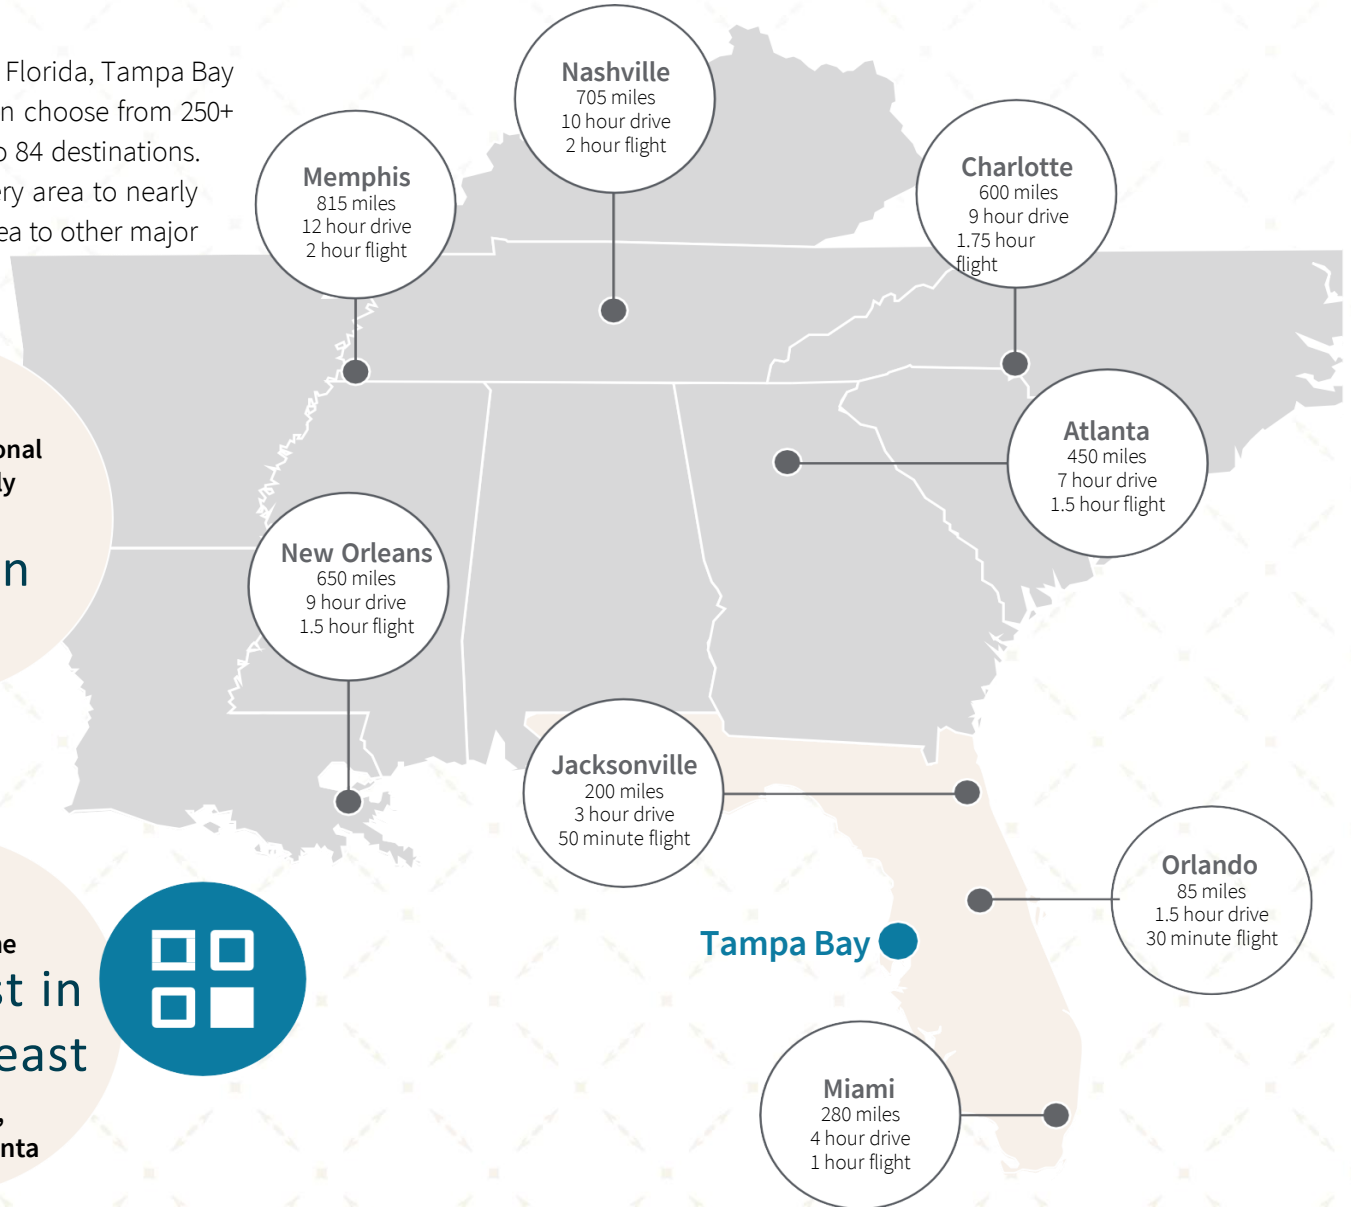 Florida, Tampa Bay
n choose from 250+
o 84 destinations.
ery area to nearly
ea to other major
Nashville
705 miles
10 hour drive
2 hour flight
Memphis
815 miles
12 hour drive
2 hour flight
Charlotte
600 miles
9 hour drive
1.75 hour
flight
Atlanta
450 miles
7 hour drive
1.5 hour flight
onal
ly
n
New Orleans
650 miles
9 hour drive
1.5 hour flight
Jacksonville
200 miles
3 hour drive
50 minute flight
Orlando
85 miles
1.5 hour drive
30 minute flight
Tampa Bay
ne
st in
east
,
nta
Miami
280 miles
4 hour drive
1 hour flight